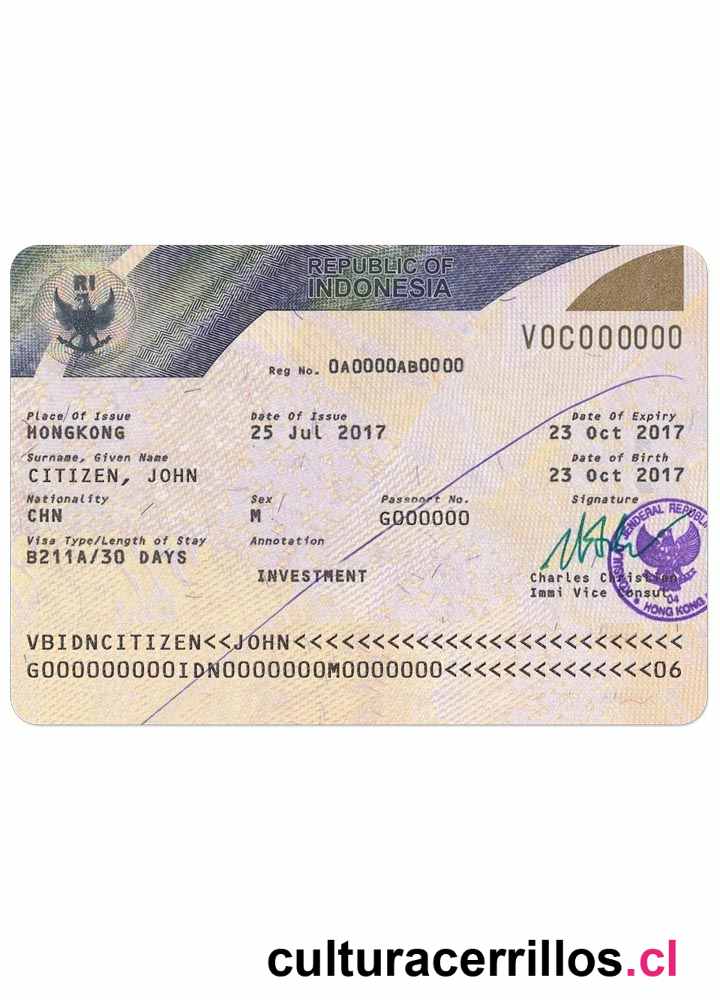 RI
REPUBLIC OF
INDONESIA
V0C000000
Reg No. 0A0000AB0000
Place Of Issue Date Of Issue Date Of Expiry
HONGKONG 25 Jul 2017 23 Oct 2017
Surname, Given Name Date of Birth
CITIZEN, JOHN 23 Oct 2017
Nationality Sex Passport No. Signature
CHN M G000000
Visa Type/Length of Stay Annotation
B211A/30 DAYS
INVESTMENT
Charles Christian
Immi Vice Consul
JENDERAL REPUBLIK
04
HONG KONG
VBIDNCITIZEN<<JOHN<<<<<<<<<<<<<<<<<<<<<<<<<<
G000000000IDN0000000M0000000<<<<<<<<<<<<<<06
culturacerrillos.cl